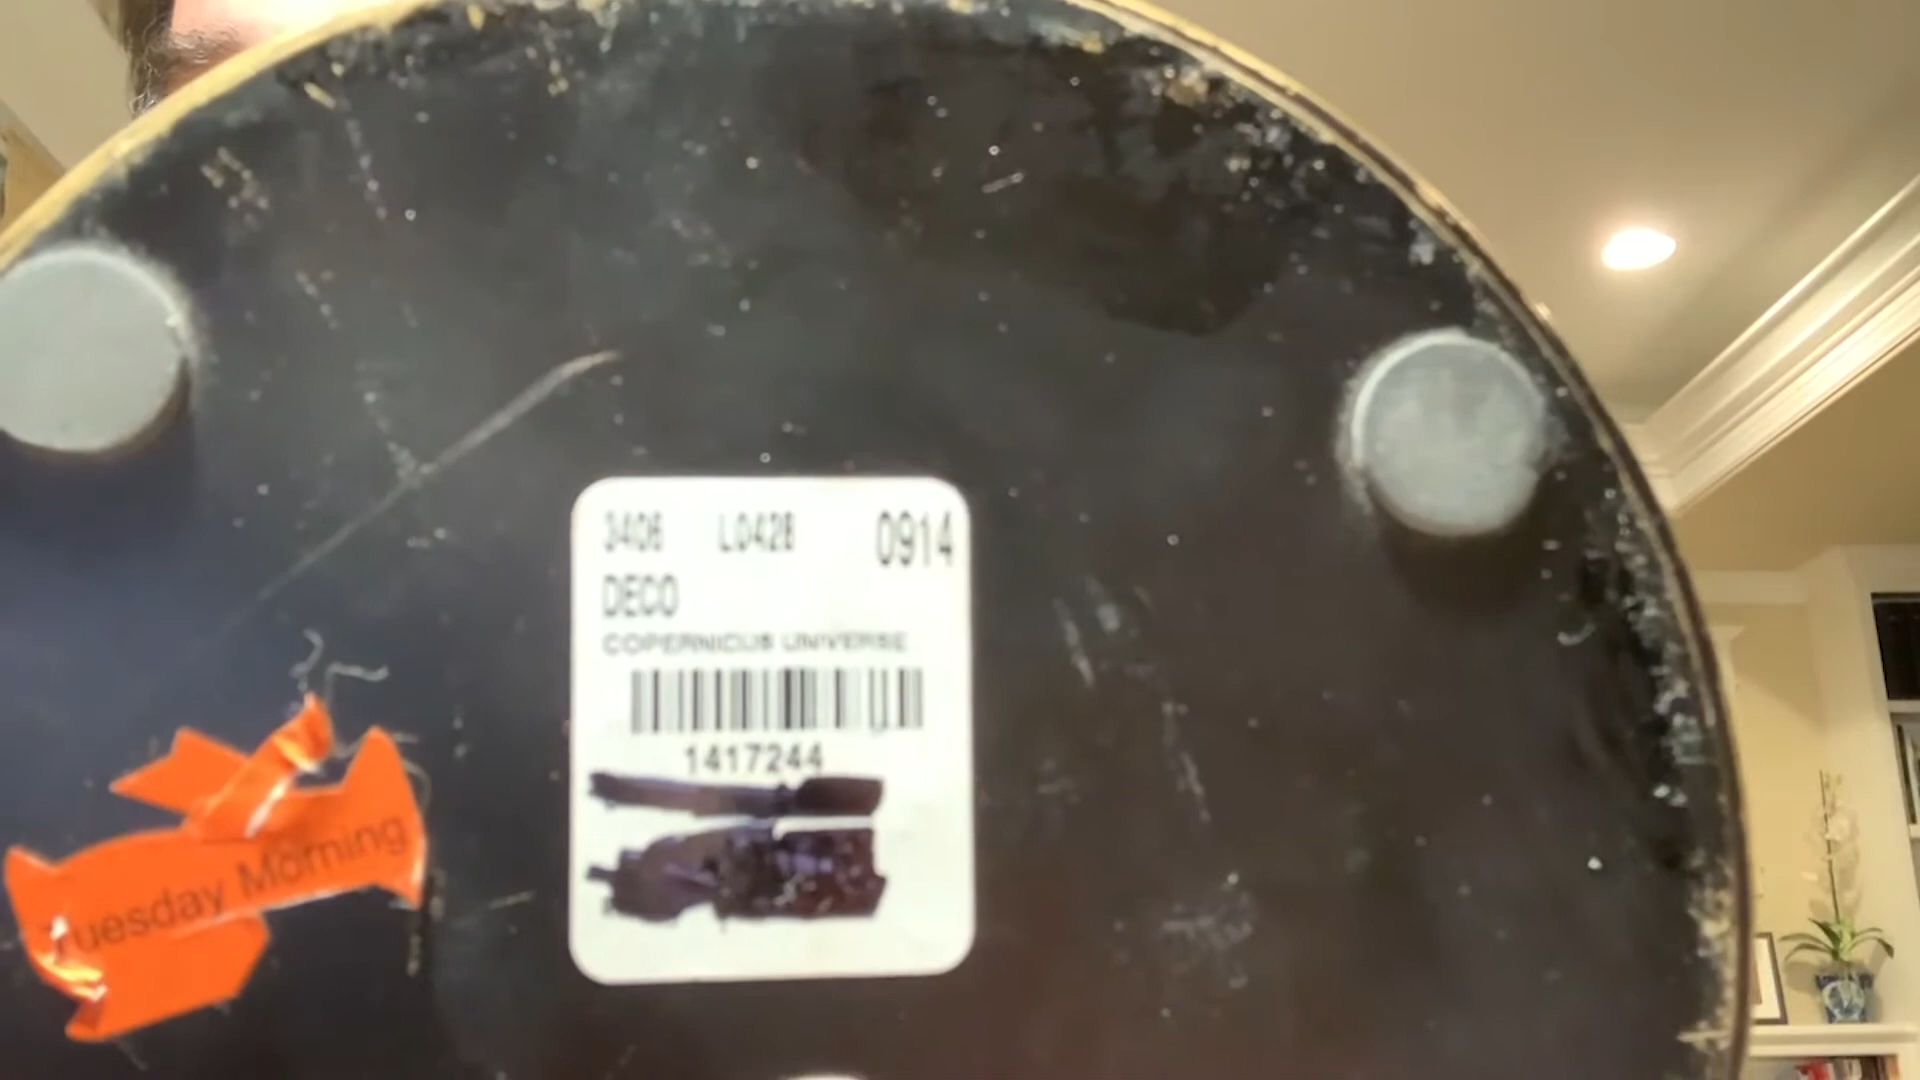 3406 L0428 0914
DECO
COPERNICUS UNIVERSE
1417244
Tuesday Morning